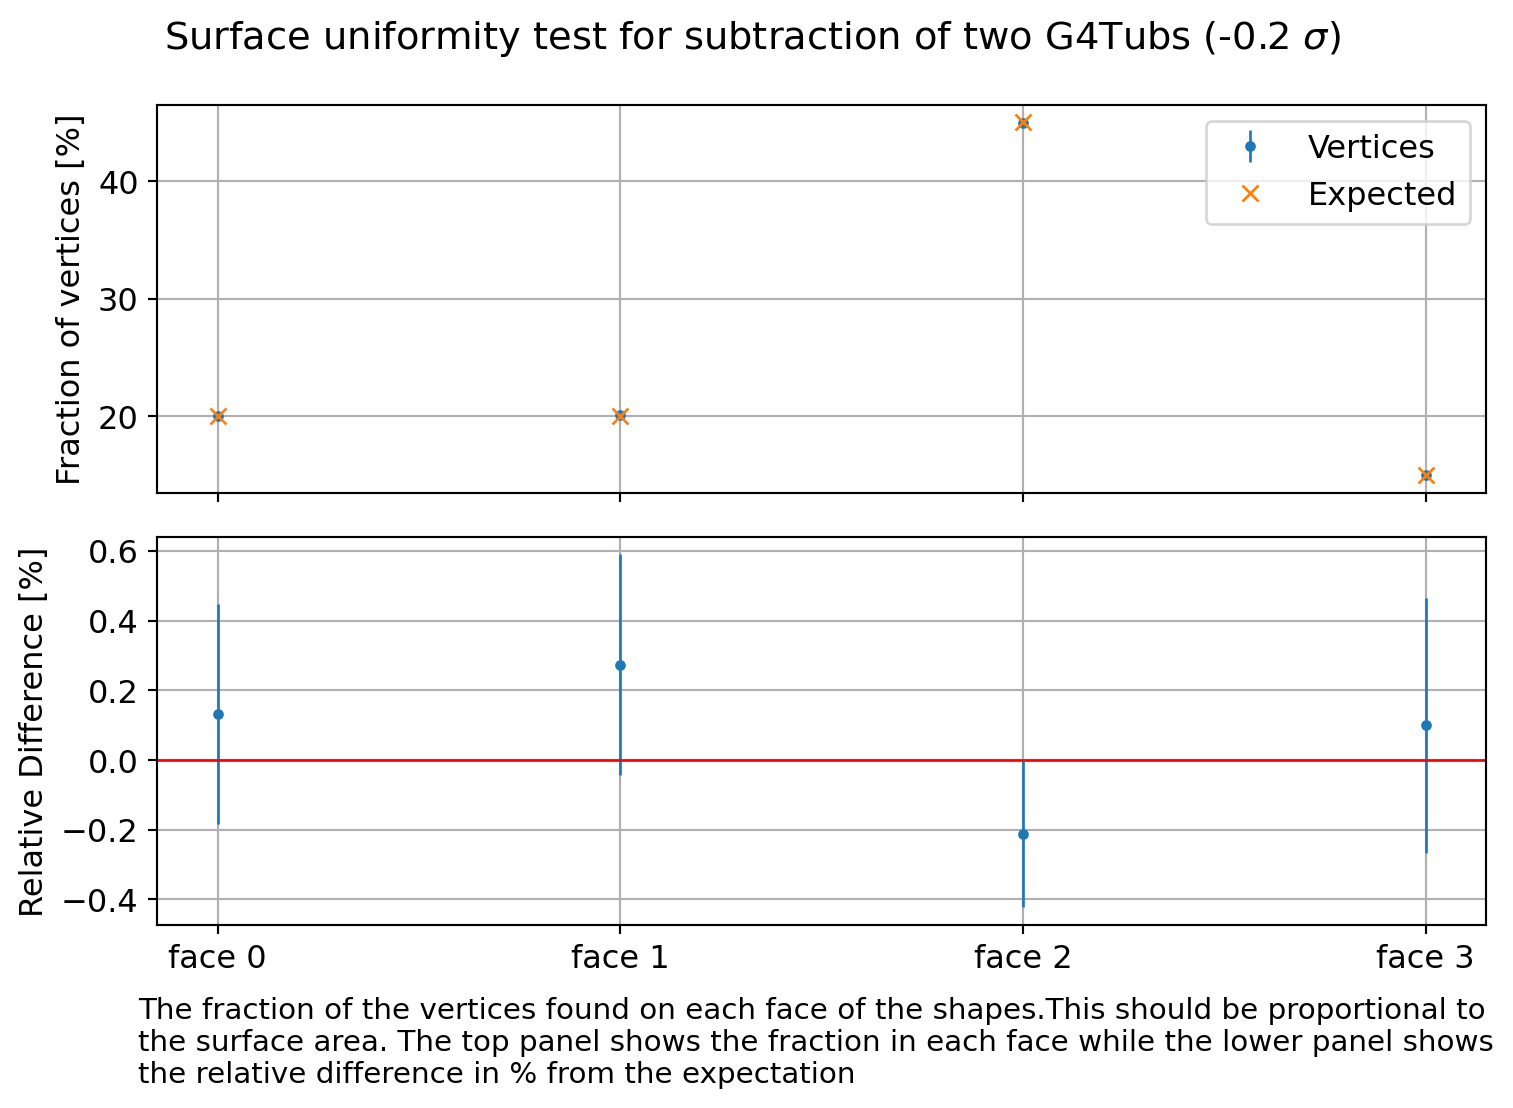 Surface uniformity test for subtraction of two G4Tubs (-0.2 σ)
Fraction of vertices [%]
40
30
20
Vertices
Expected
Relative Difference [%]
0.6
0.4
0.2
0.0
−0.2
−0.4
face 0 face 1 face 2 face 3
The fraction of the vertices found on each face of the shapes.This should be proportional to
the surface area. The top panel shows the fraction in each face while the lower panel shows
the relative difference in % from the expectation